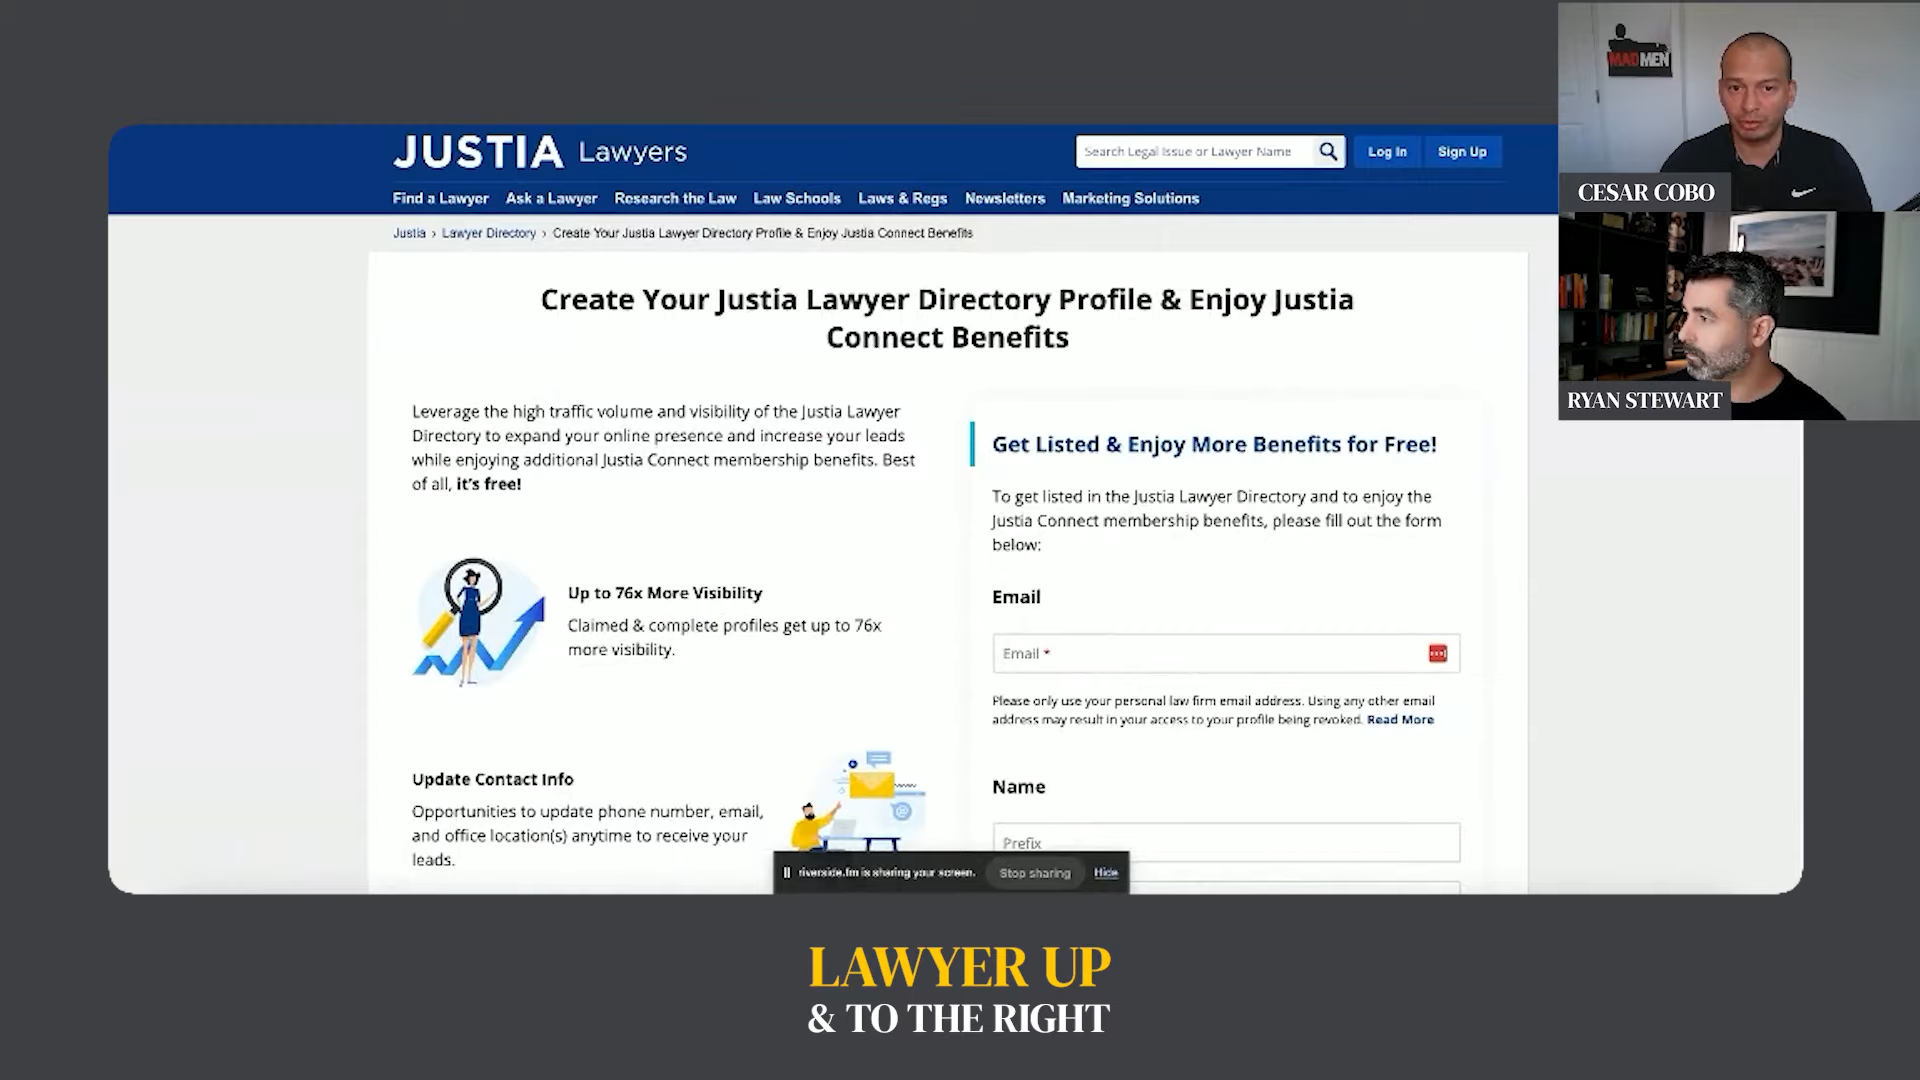 MAD MEN
JUSTIA Lawyers
Search Legal Issue or Lawyer Name
Log In
Sign Up
CESAR COBO
Find a Lawyer Ask a Lawyer Research the Law Law Schools Laws & Regs Newsletters Marketing Solutions
Justia › Lawyer Directory › Create Your Justia Lawyer Directory Profile & Enjoy Justia Connect Benefits
Create Your Justia Lawyer Directory Profile & Enjoy Justia
Connect Benefits
RYAN STEWART
Leverage the high traffic volume and visibility of the Justia Lawyer
Directory to expand your online presence and increase your leads
while enjoying additional Justia Connect membership benefits. Best
of all, it's free!
Up to 76x More Visibility
Claimed & complete profiles get up to 76x
more visibility.
Update Contact Info
Opportunities to update phone number, email,
and office location(s) anytime to receive your
leads.
Get Listed & Enjoy More Benefits for Free!
To get listed in the Justia Lawyer Directory and to enjoy the
Justia Connect membership benefits, please fill out the form
below:
Email
Email *
Please only use your personal law firm email address. Using any other email
address may result in your access to your profile being revoked. Read More
Name
Prefix
riverside.fm is sharing your screen. Stop sharing Hide
LAWYER UP
& TO THE RIGHT